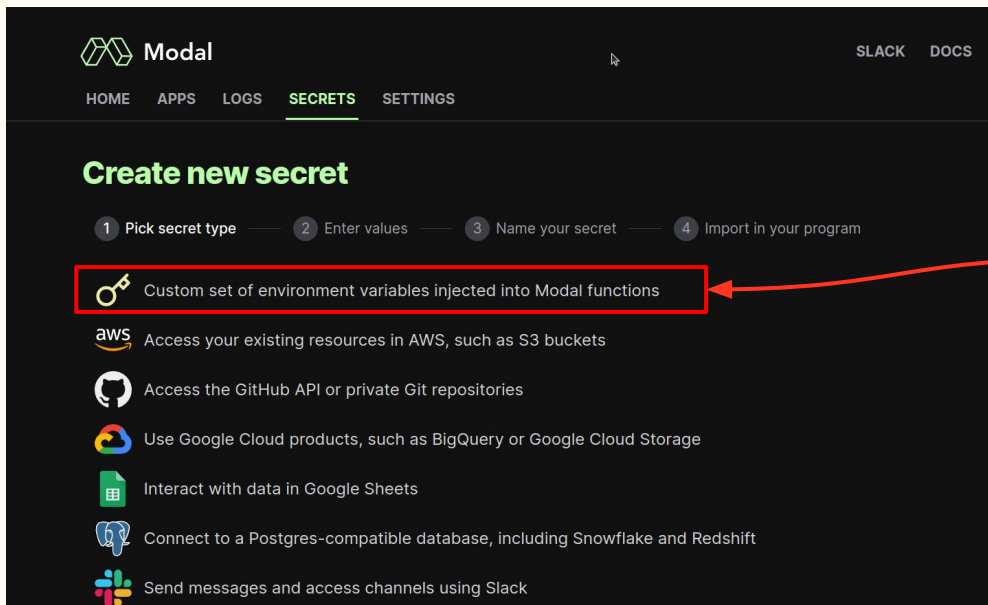 Modal
SLACK DOCS
HOME APPS LOGS SECRETS SETTINGS
Create new secret
1 Pick secret type 2 Enter values 3 Name your secret 4 Import in your program
Custom set of environment variables injected into Modal functions
aws Access your existing resources in AWS, such as S3 buckets
Access the GitHub API or private Git repositories
Use Google Cloud products, such as BigQuery or Google Cloud Storage
Interact with data in Google Sheets
Connect to a Postgres-compatible database, including Snowflake and Redshift
Send messages and access channels using Slack